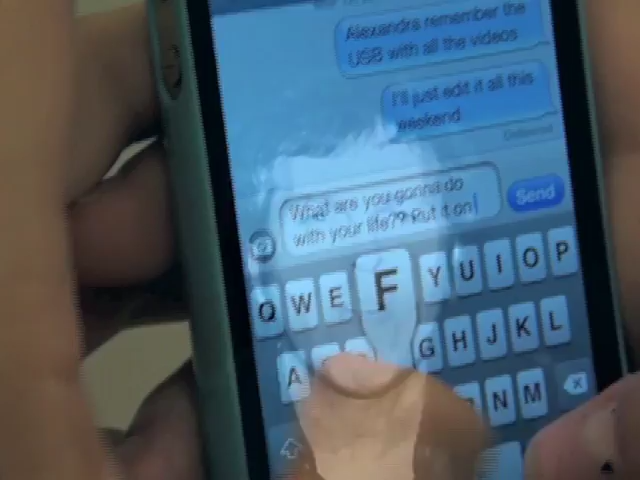 Alexandra remember the
USB with all the videos
I'll just edit it all this
weekend
Delivered
What are you gonna do
with your life?? Put it on
Send
Q W E F Y U I O P
A G H J K L
N M